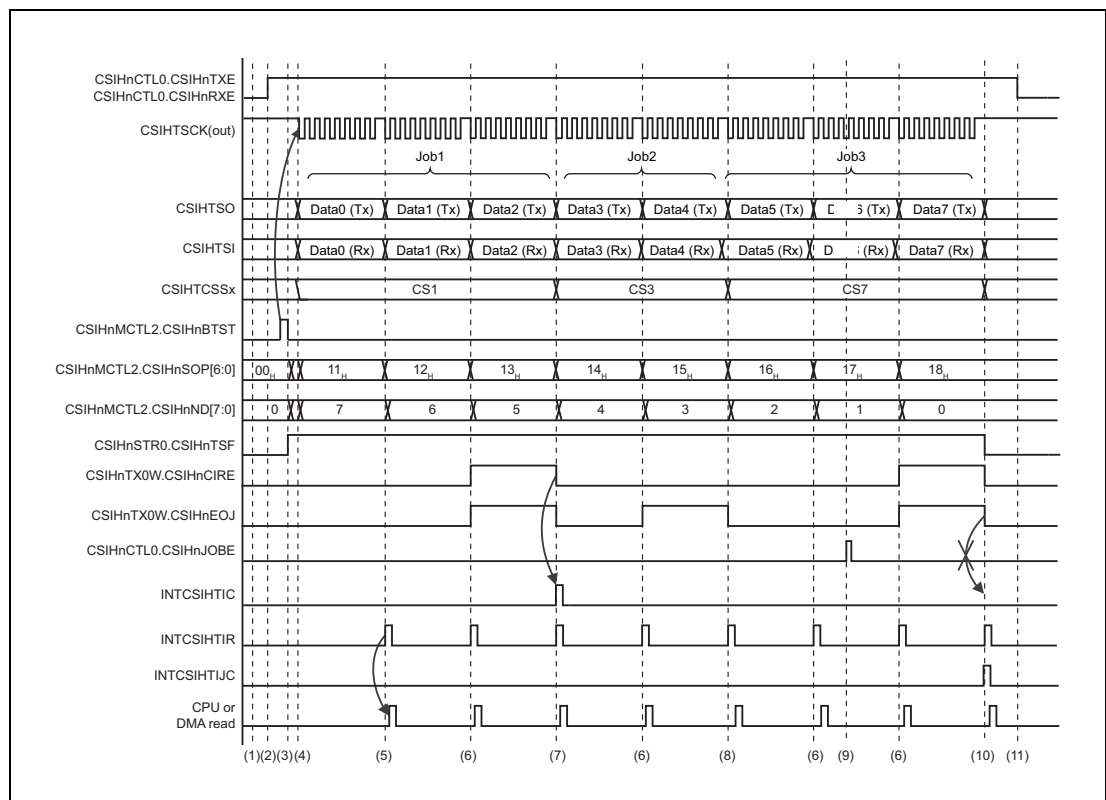 CSIHnCTL0.CSIHnTXE
CSIHnCTL0.CSIHnRXE
CSIHTSCK(out)
Job1 Job2 Job3
CSIHTSO Data0 (Tx) Data1 (Tx) Data2 (Tx) Data3 (Tx) Data4 (Tx) Data5 (Tx) 6 (Tx) Data7 (Tx)
CSIHTSI Data0 (Rx) Data1 (Rx) Data2 (Rx) Data3 (Rx) Data4 (Rx) Data5 (Rx) (Rx) Data7 (Rx)
CSIHTCSSx CS1 CS3 CS7
CSIHnMCTL2.CSIHnBTST
CSIHnMCTL2.CSIHnSOP[6:0] 00H 11H 12H 13H 14H 15H 16H 17H 18H
CSIHnMCTL2.CSIHnND[7:0] 0 7 6 5 4 3 2 1 0
CSIHnSTR0.CSIHnTSF
CSIHnTX0W.CSIHnCIRE
CSIHnTX0W.CSIHnEOJ
CSIHnCTL0.CSIHnJOBE
INTCSIHTIC
INTCSIHTIR
INTCSIHTIJC
CPU or
DMA read
(1)(2)(3)(4) (5) (6) (7) (6) (8) (6) (9) (6) (10) (11)